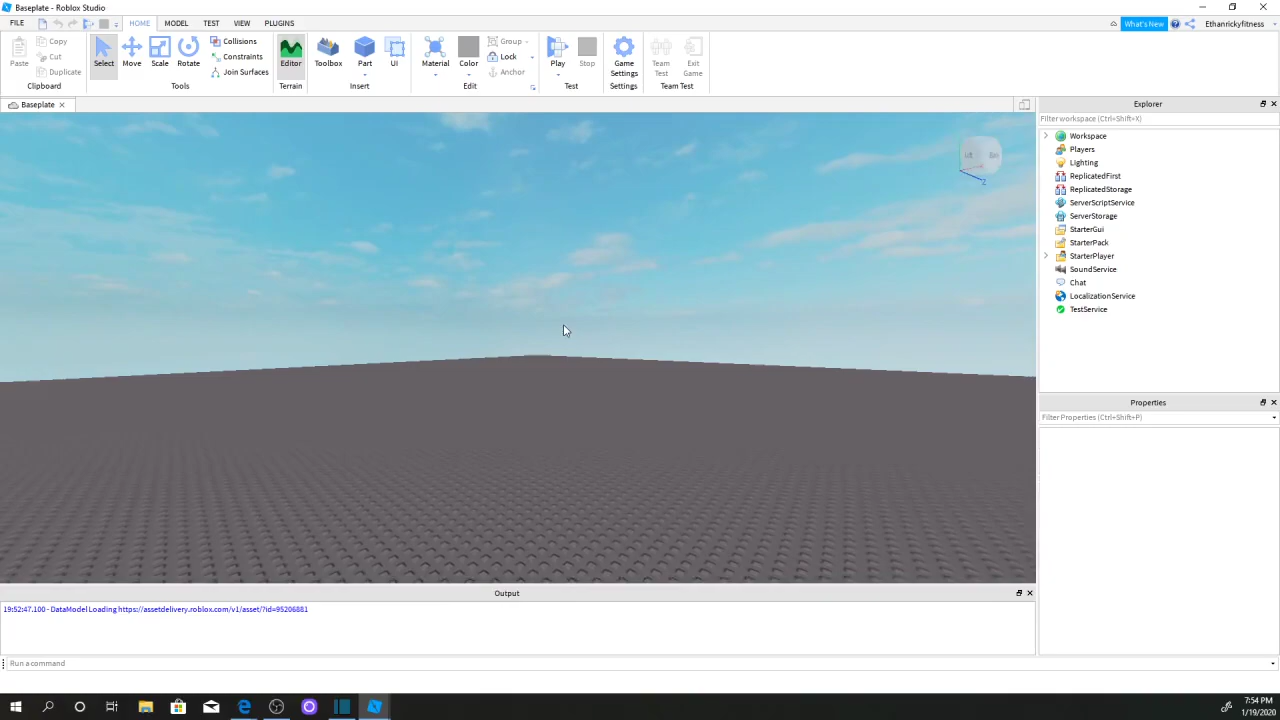 Baseplate - Roblox Studio
FILE
HOME MODEL TEST VIEW PLUGINS
What's New Ethanrickyfitness
Paste Copy Cut Duplicate
Clipboard
Select Move Scale Rotate Collisions Constraints Join Surfaces
Tools
Editor
Terrain
Toolbox Part UI
Insert
Material Color Group Lock Anchor
Edit
Play Stop
Test
Game Settings
Settings
Team Test Exit Game
Team Test
Baseplate
Left
Z
Explorer
Filter workspace (Ctrl+Shift+X)
Workspace
Players
Lighting
ReplicatedFirst
ReplicatedStorage
ServerScriptService
ServerStorage
StarterGui
StarterPack
StarterPlayer
SoundService
Chat
LocalizationService
TestService
Properties
Filter Properties (Ctrl+Shift+P)
Output
19:52:47.100 - DataModel Loading https://assetdelivery.roblox.com/v1/asset/?id=95206881
Run a command
7:54 PM
1/19/2020